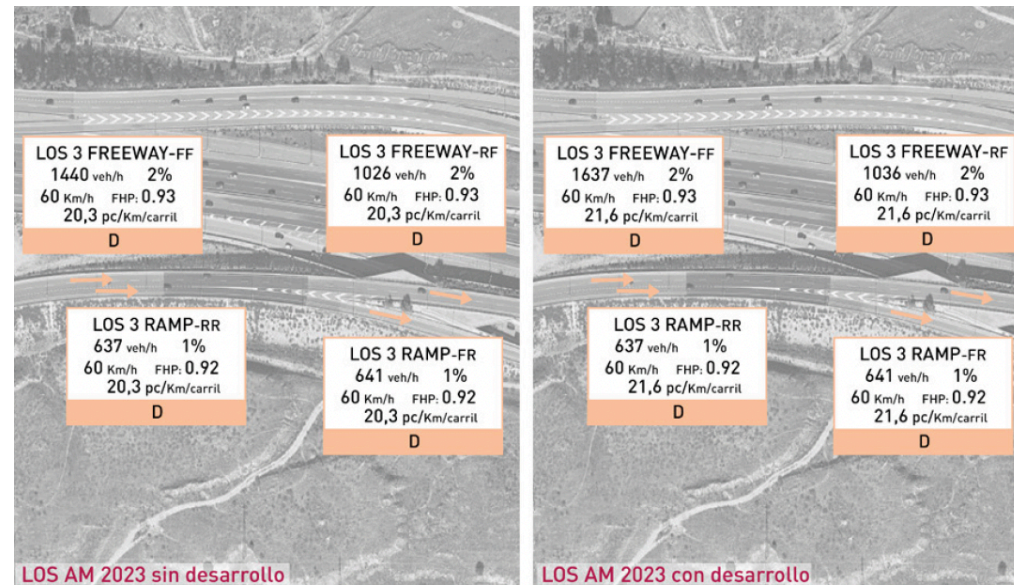 LOS 3 FREEWAY-FF
1440 veh/h 2%
60 Km/h FHP: 0.93
20,3 pc/Km/carril
D
LOS 3 FREEWAY-RF
1026 veh/h 2%
60 Km/h FHP: 0.93
20,3 pc/Km/carril
D
LOS 3 RAMP-RR
637 veh/h 1%
60 Km/h FHP: 0.92
20,3 pc/Km/carril
D
LOS 3 RAMP-FR
641 veh/h 1%
60 Km/h FHP: 0.92
20,3 pc/Km/carril
D
LOS AM 2023 sin desarrollo
LOS 3 FREEWAY-FF
1637 veh/h 2%
60 Km/h FHP: 0.93
21,6 pc/Km/carril
D
LOS 3 FREEWAY-RF
1036 veh/h 2%
60 Km/h FHP: 0.93
21,6 pc/Km/carril
D
LOS 3 RAMP-RR
637 veh/h 1%
60 Km/h FHP: 0.92
21,6 pc/Km/carril
D
LOS 3 RAMP-FR
641 veh/h 1%
60 Km/h FHP: 0.92
21,6 pc/Km/carril
D
LOS AM 2023 con desarrollo